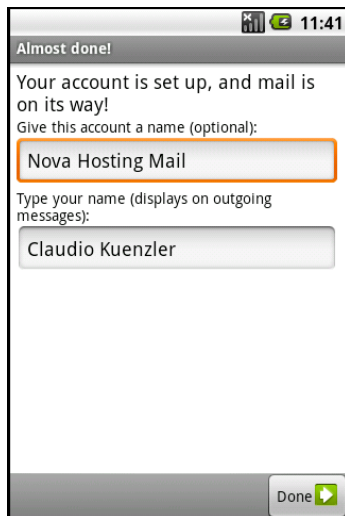 11:41
Almost done!
Your account is set up, and mail is
on its way!
Give this account a name (optional):
Nova Hosting Mail
Type your name (displays on outgoing
messages):
Claudio Kuenzler
Done